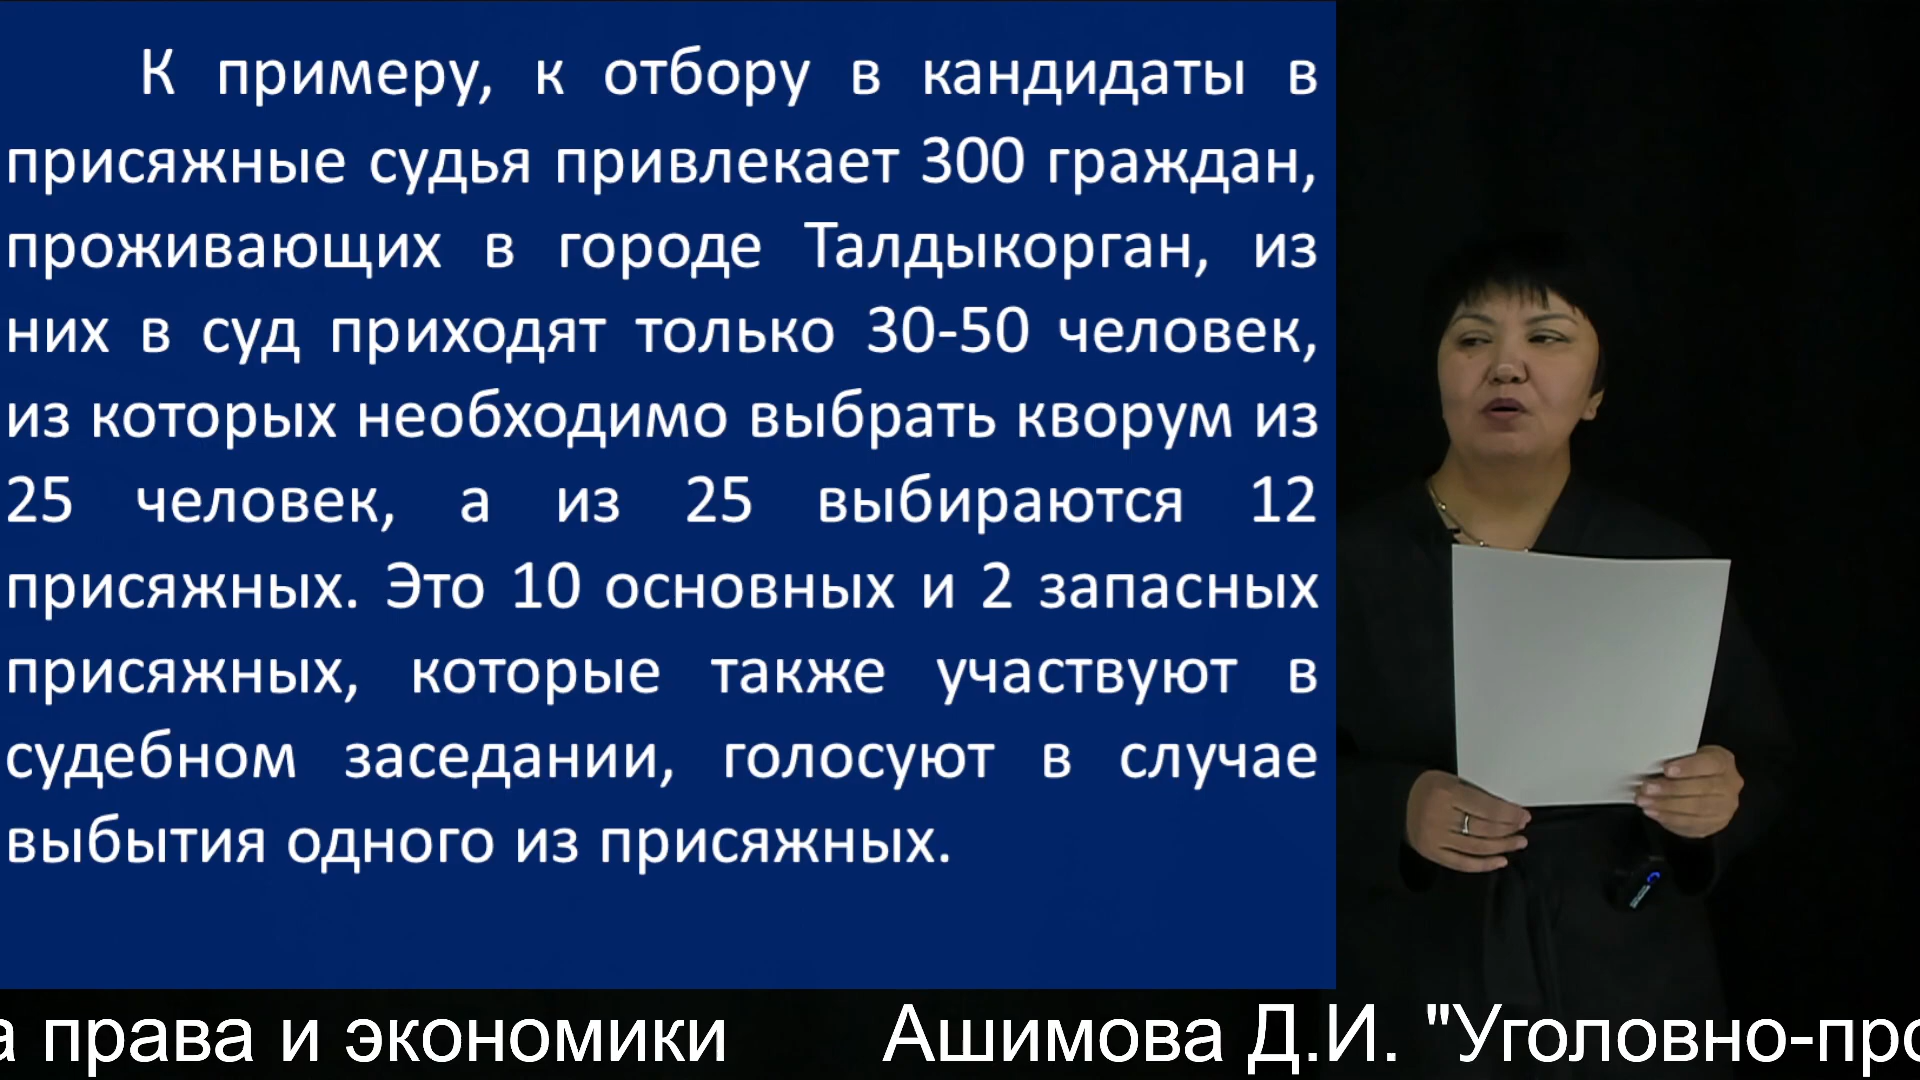 К примеру, к отбору в кандидаты в
присяжные судья привлекает 300 граждан,
проживающих в городе Талдыкорган, из
них в суд приходят только 30-50 человек,
из которых необходимо выбрать кворум из
25 человек, а из 25 выбираются 12
присяжных. Это 10 основных и 2 запасных
присяжных, которые также участвуют в
судебном заседании, голосуют в случае
выбытия одного из присяжных.
а права и экономики Ашимова Д.И. "Уголовно-про